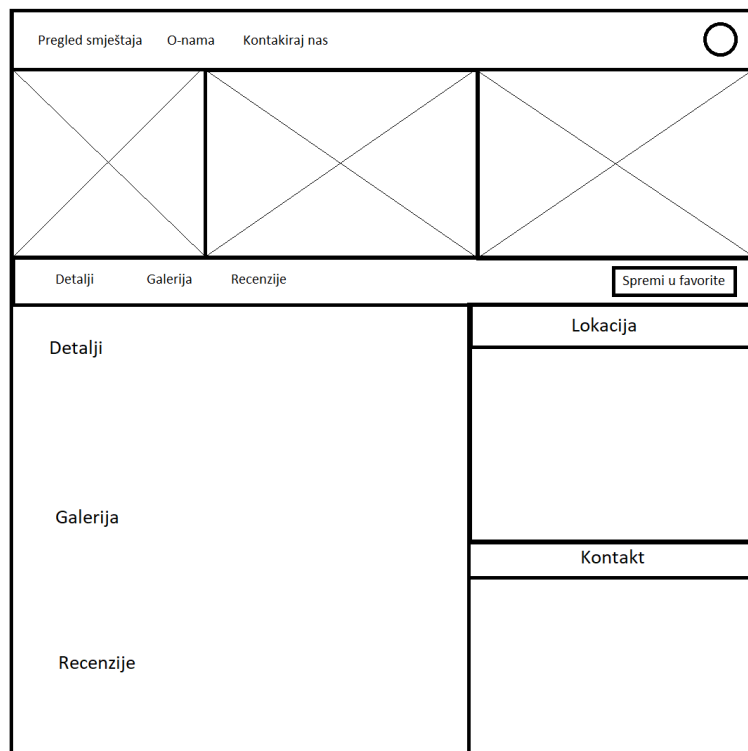 Pregled smještaja O-nama Kontakiraj nas
Detalji Galerija Recenzije Spremi u favorite
Detalji
Galerija
Recenzije
Lokacija
Kontakt